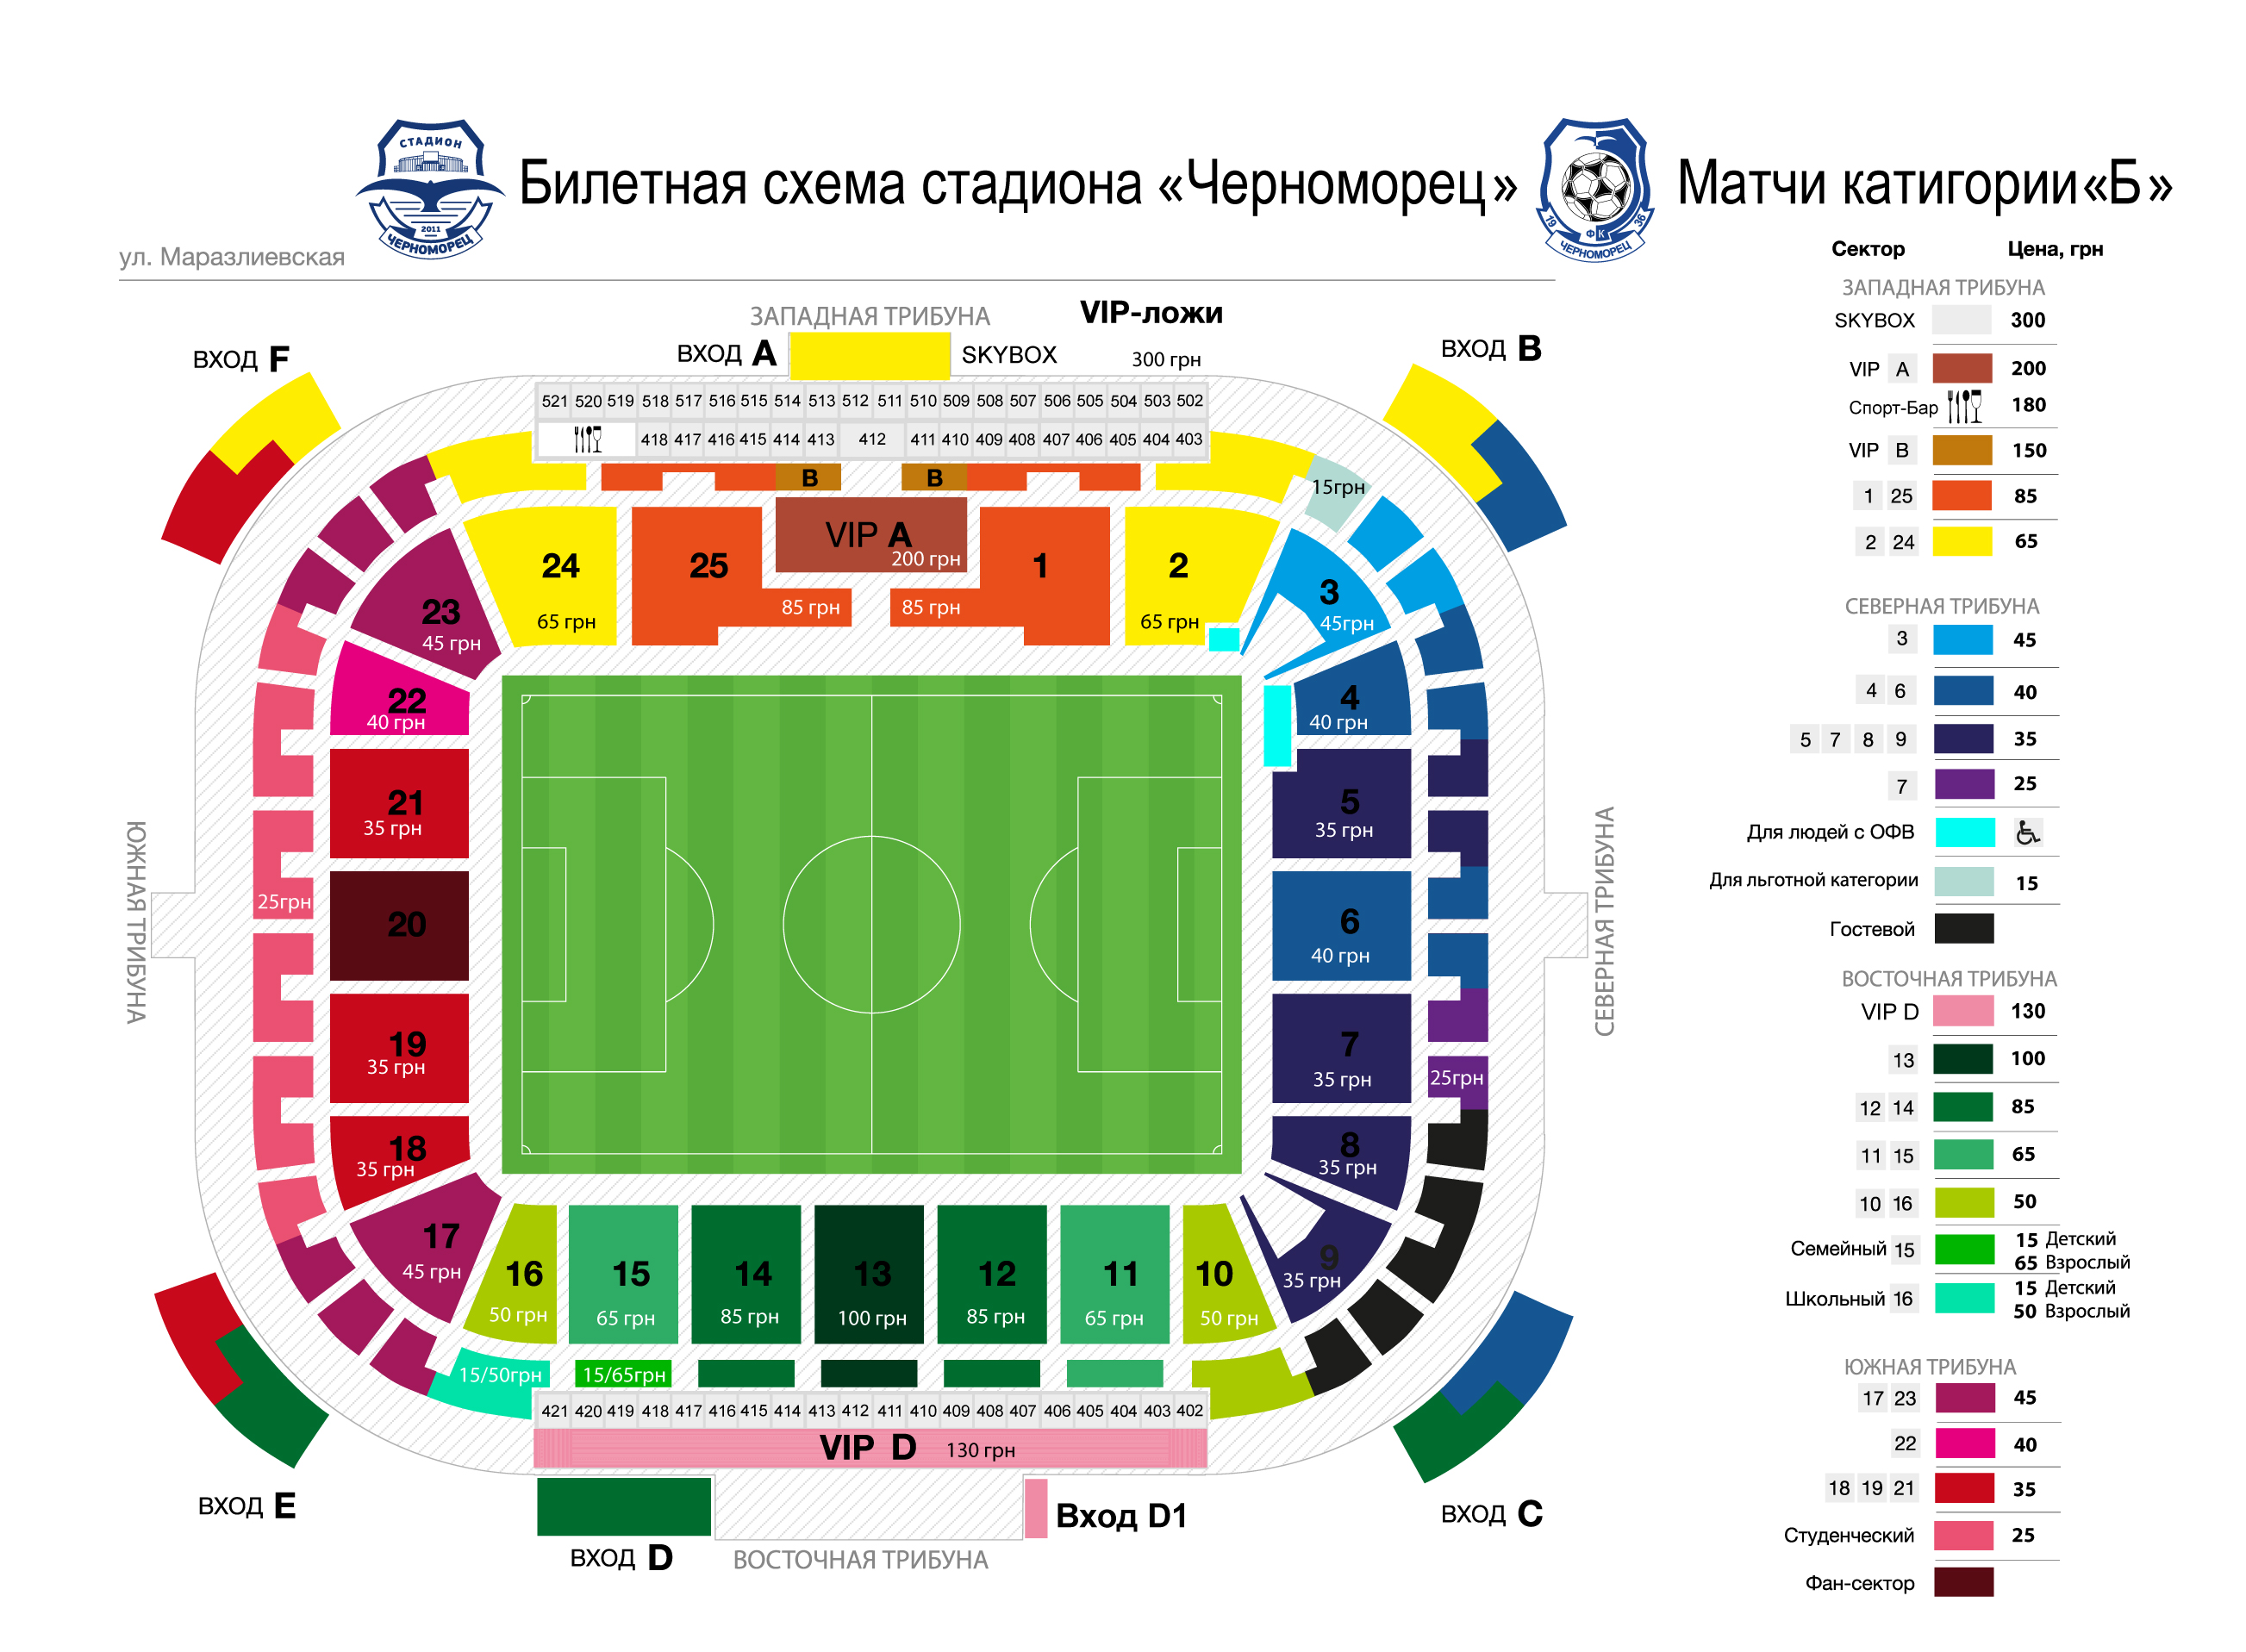 СТАДИОН
2011
ЧЕРНОМОРЕЦ
Билетная схема стадиона «Черноморец»
19 ФК 36
ЧЕРНОМОРЕЦ
Матчи катигории«Б»
ул. Маразлиевская
ЗАПАДНАЯ ТРИБУНА
VIP-ложи
ВХОД A
SKYBOX
300 грн
ВХОД F
ВХОД B
521 520 519 518 517 516 515 514 513 512 511 510 509 508 507 506 505 504 503 502
418 417 416 415 414 413 412 411 410 409 408 407 406 405 404 403
B
B
15грн
VIP A
200 грн
24
65 грн
25
85 грн
1
85 грн
2
65 грн
3
45грн
23
45 грн
22
40 грн
4
40 грн
21
35 грн
5
35 грн
ЮЖНАЯ ТРИБУНА
СЕВЕРНАЯ ТРИБУНА
25грн
20
6
40 грн
19
35 грн
7
35 грн
25грн
18
35 грн
8
35 грн
17
45 грн
9
35 грн
16
50 грн
15
65 грн
14
85 грн
13
100 грн
12
85 грн
11
65 грн
10
50 грн
15/50грн
15/65грн
421 420 419 418 417 416 415 414 413 412 411 410 409 408 407 406 405 404 403 402
VIP D 130 грн
ВХОД E
ВХОД D
ВОСТОЧНАЯ ТРИБУНА
Вход D1
ВХОД C
Сектор Цена, грн
ЗАПАДНАЯ ТРИБУНА
SKYBOX 300
VIP A 200
Спорт-Бар 180
VIP B 150
1 25 85
2 24 65
СЕВЕРНАЯ ТРИБУНА
3 45
4 6 40
5 7 8 9 35
7 25
Для людей с ОФВ
Для льготной категории 15
Гостевой
ВОСТОЧНАЯ ТРИБУНА
VIP D 130
13 100
12 14 85
11 15 65
10 16 50
Семейный 15 15 Детский
65 Взрослый
Школьный 16 15 Детский
50 Взрослый
ЮЖНАЯ ТРИБУНА
17 23 45
22 40
18 19 21 35
Студенческий 25
Фан-сектор